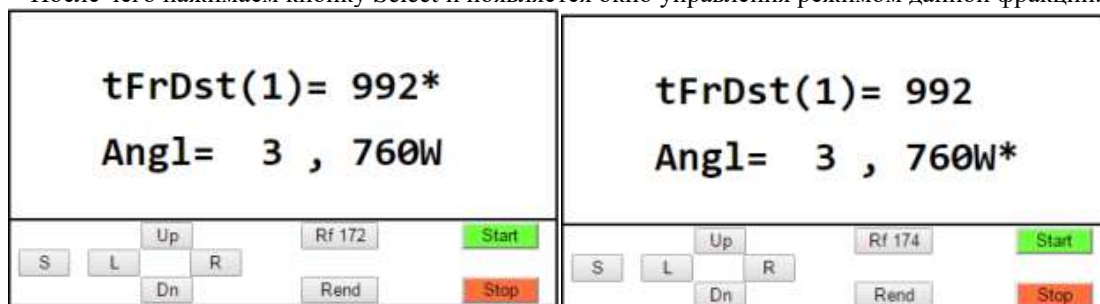 После чего нажимаем кнопку Select и появляется окно управления режимом данной фракции.
tFrDst(1)= 992*
Angl= 3 , 760W
Up
Rf 172
Start
S
L
R
Dn
Rend
Stop
tFrDst(1)= 992
Angl= 3 , 760W*
Up
Rf 174
Start
S
L
R
Dn
Rend
Stop